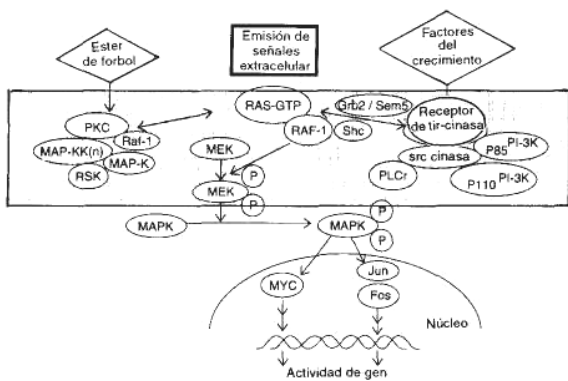 Ester
de forbol
Emisión de
señales
extracelular
Factores
del
crecimiento
RAS-GTP
Grb2 / Sem5
Receptor
de tir-cinasa
PKC
Raf-1
RAF-1
Shc
MAP-KK(n)
MAP-K
RSK
MEK
P85
PI-3K
src cinasa
PLCr
P110
PI-3K
MEK
P
P
MAPK
MAPK
P
P
MYC
Jun
Fos
Núcleo
Actividad de gen